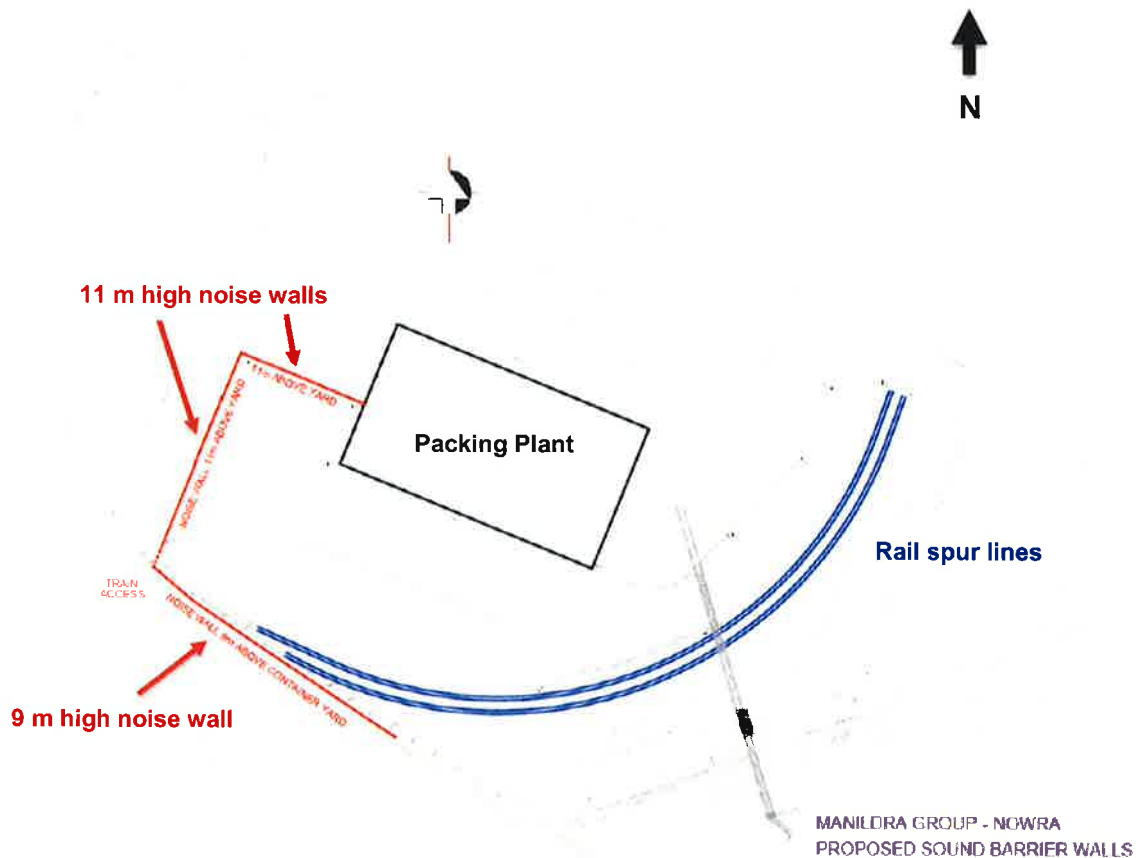 N
11 m high noise walls
11m ABOVE YARD
NOISE WALL 11m ABOVE YARD
Packing Plant
Rail spur lines
TRAIN
ACCESS
NOISE WALL 9m ABOVE CONTAINER YARD
9 m high noise wall
MANILDRA GROUP - NOWRA
PROPOSED SOUND BARRIER WALLS